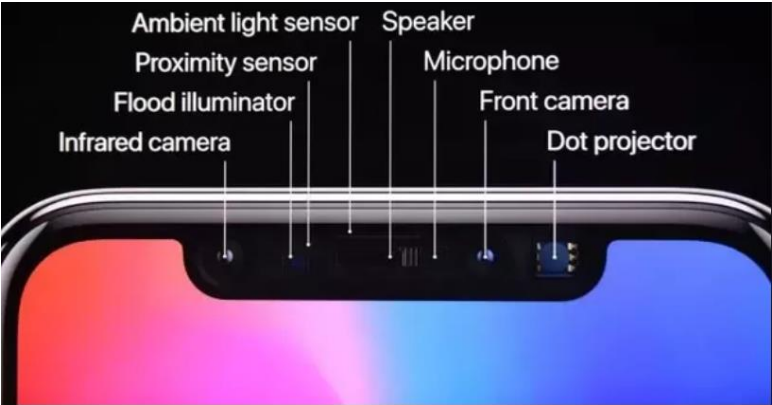 Ambient light sensor Speaker
Proximity sensor Microphone
Flood illuminator Front camera
Infrared camera Dot projector